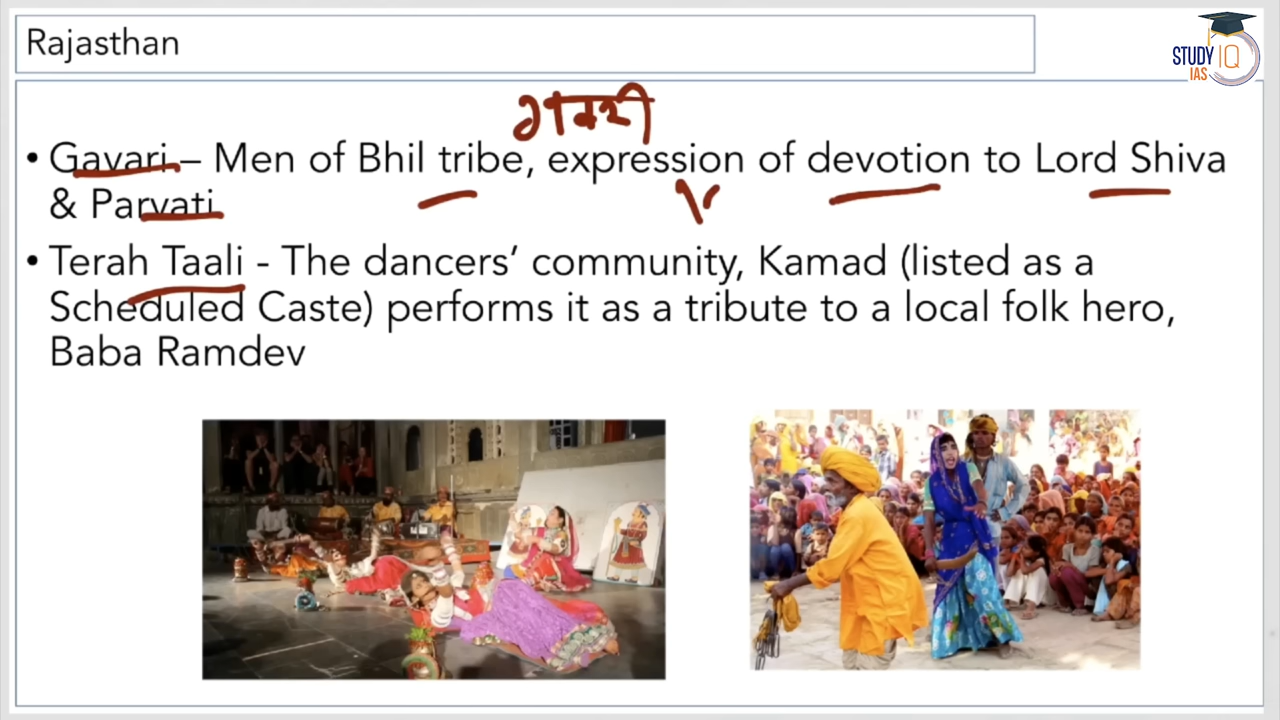 Rajasthan
STUDY IQ
IAS
गवरी
• Gavari – Men of Bhil tribe, expression of devotion to Lord Shiva
& Parvati
• Terah Taali - The dancers’ community, Kamad (listed as a
Scheduled Caste) performs it as a tribute to a local folk hero,
Baba Ramdev